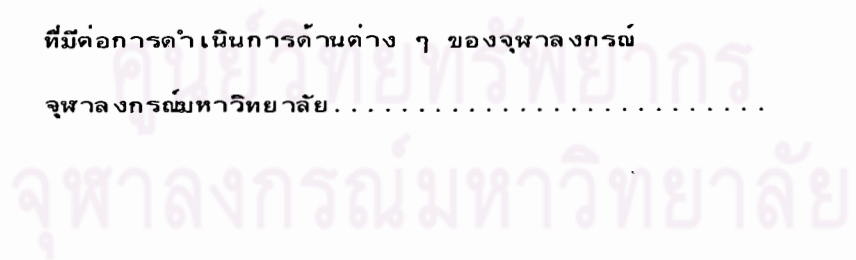 ที่มีต่อการดำเนินการด้านต่าง ๆ ของจุฬาลงกรณ์
จุฬาลงกรณ์มหาวิทยาลัย...........................
ศูนย์วิทยทรัพยากร
จุฬาลงกรณ์มหาวิทยาลัย